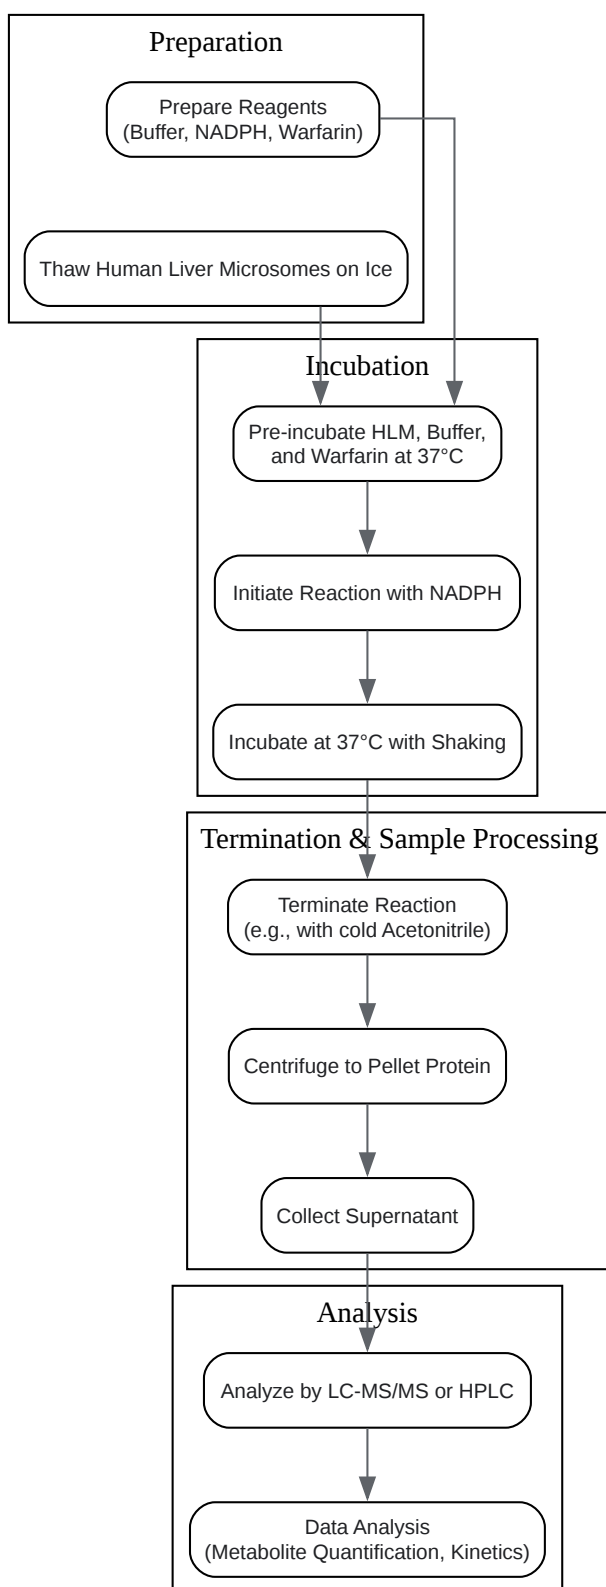 Preparation
Prepare Reagents
(Buffer, NADPH, Warfarin)
Thaw Human Liver Microsomes on Ice
Incubation
Pre-incubate HLM, Buffer,
and Warfarin at 37°C
Initiate Reaction with NADPH
Incubate at 37°C with Shaking
Termination & Sample Processing
Terminate Reaction
(e.g., with cold Acetonitrile)
Centrifuge to Pellet Protein
Collect Supernatant
Analysis
Analyze by LC-MS/MS or HPLC
Data Analysis
(Metabolite Quantification, Kinetics)